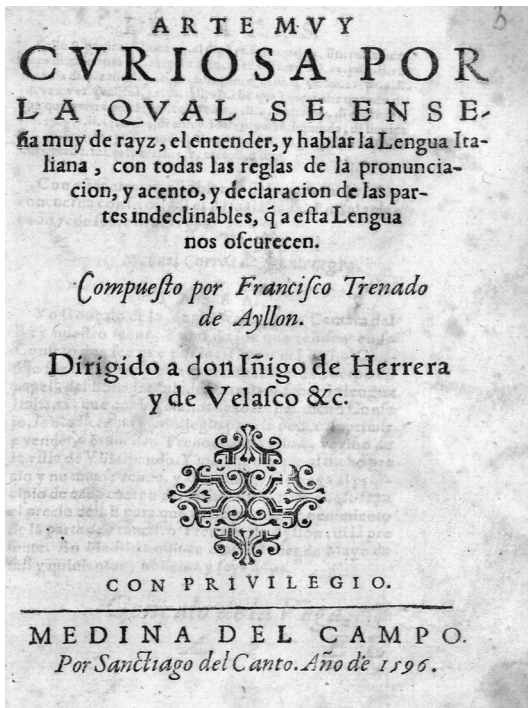 ARTE MVY
CVRIOSA POR
LA QVAL SE ENSE-
ña muy de rayz, el entender, y hablar la Lengua Ita-
liana, con todas las reglas de la pronuncia-
cion, y acento, y declaracion de las par-
tes indeclinables, q̃ a eſta Lengua
nos oſcurecen.
Compueſto por Franciſco Trenado
de Ayllon.
Dirigido a don Iñigo de Herrera
y de Velaſco &c.
CON PRIVILEGIO.
MEDINA DEL CAMPO.
Por Sanctiago del Canto. Año de 1596.